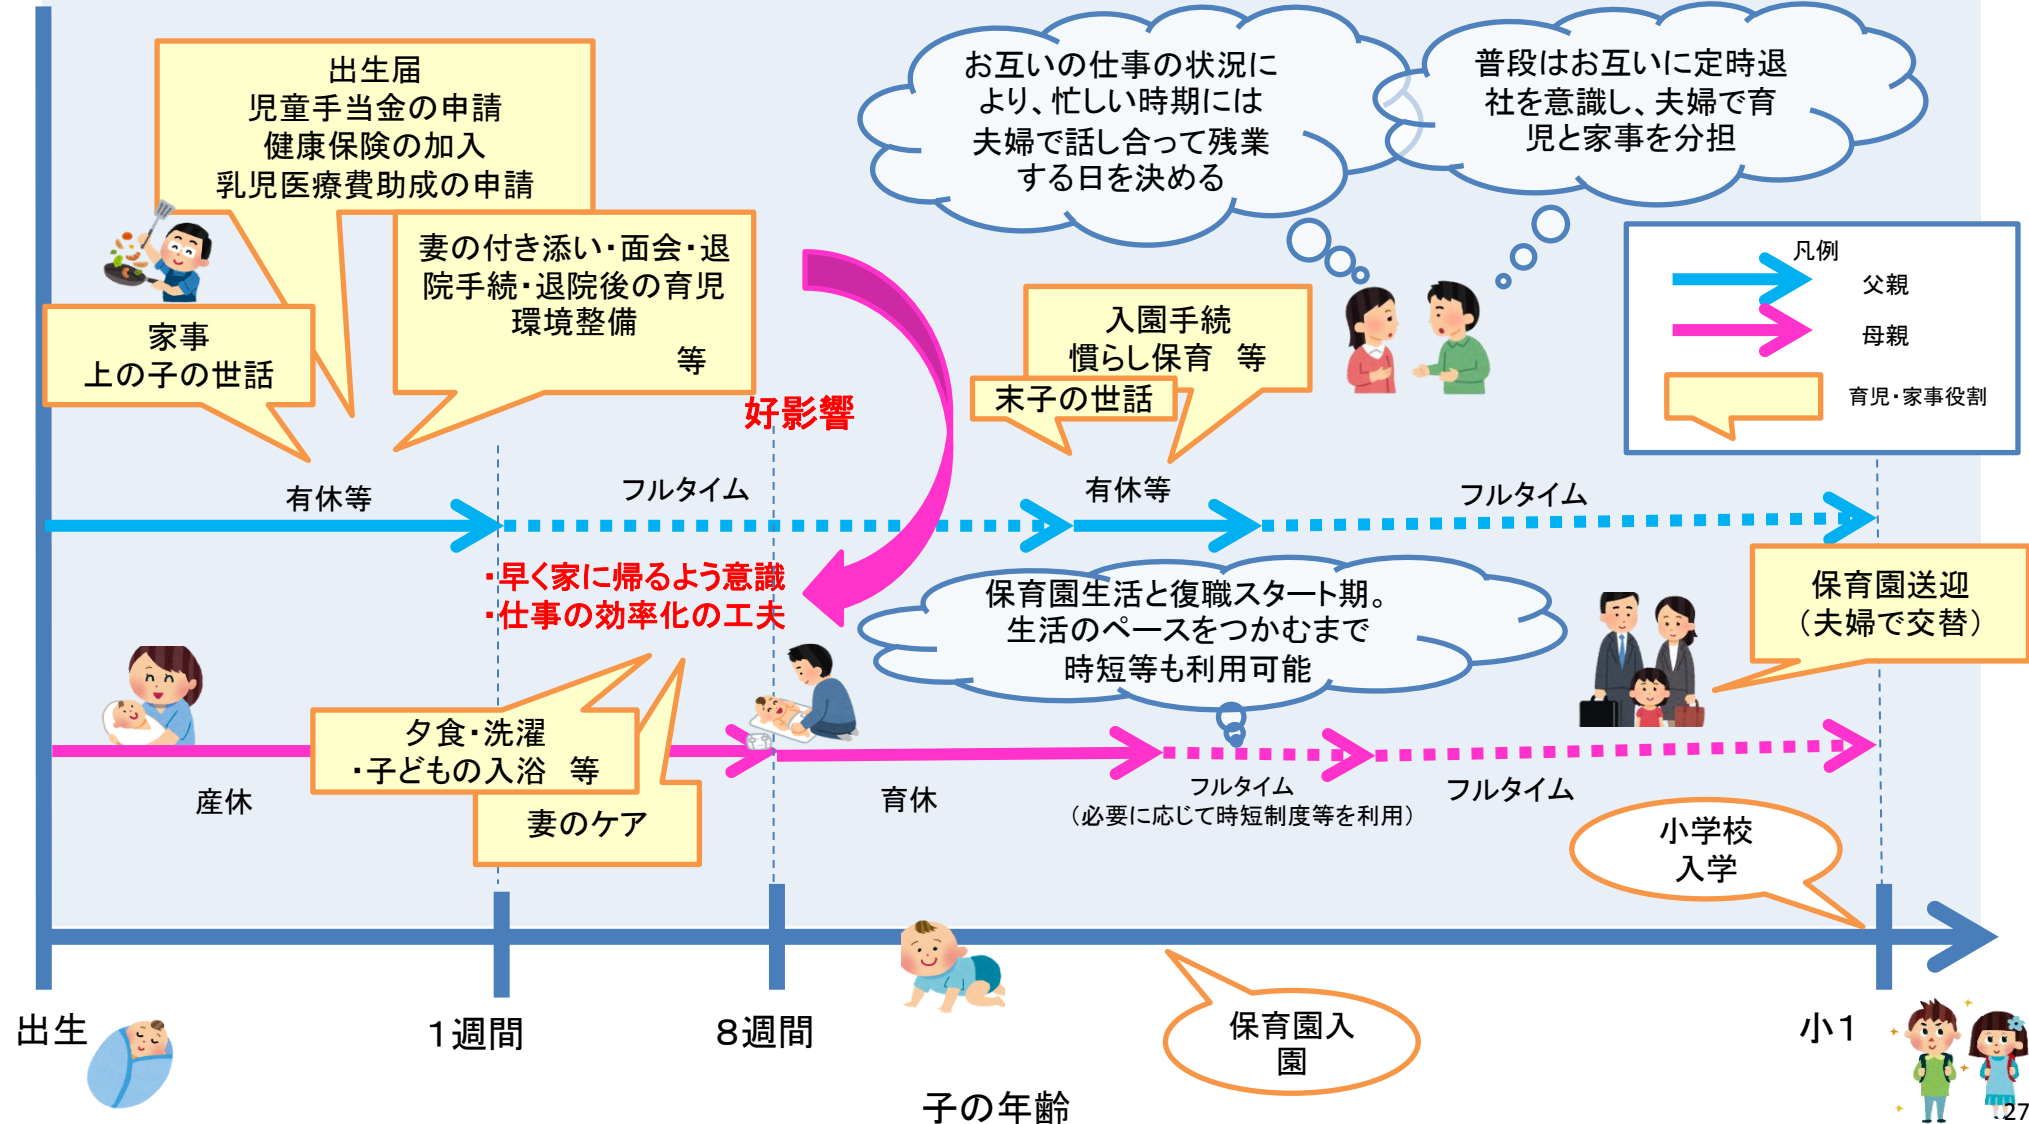 出生届
児童手当金の申請
健康保険の加入
乳児医療費助成の申請
お互いの仕事の状況に
より、忙しい時期には
夫婦で話し合って残業
する日を決める
普段はお互いに定時退
社を意識し、夫婦で育
児と家事を分担
妻の付き添い・面会・退
院手続・退院後の育児
環境整備
等
家事
上の子の世話
入園手続
慣らし保育　等
末子の世話
凡例
父親
母親
育児・家事役割
好影響
有休等
フルタイム
有休等
フルタイム
・早く家に帰るよう意識
・仕事の効率化の工夫
保育園生活と復職スタート期。
生活のペースをつかむまで
時短等も利用可能
保育園送迎
（夫婦で交替）
夕食・洗濯
・子どもの入浴　等
妻のケア
産休
育休
フルタイム
（必要に応じて時短制度等を利用）
フルタイム
小学校
入学
出生
１週間
８週間
保育園入
園
小１
子の年齢
27